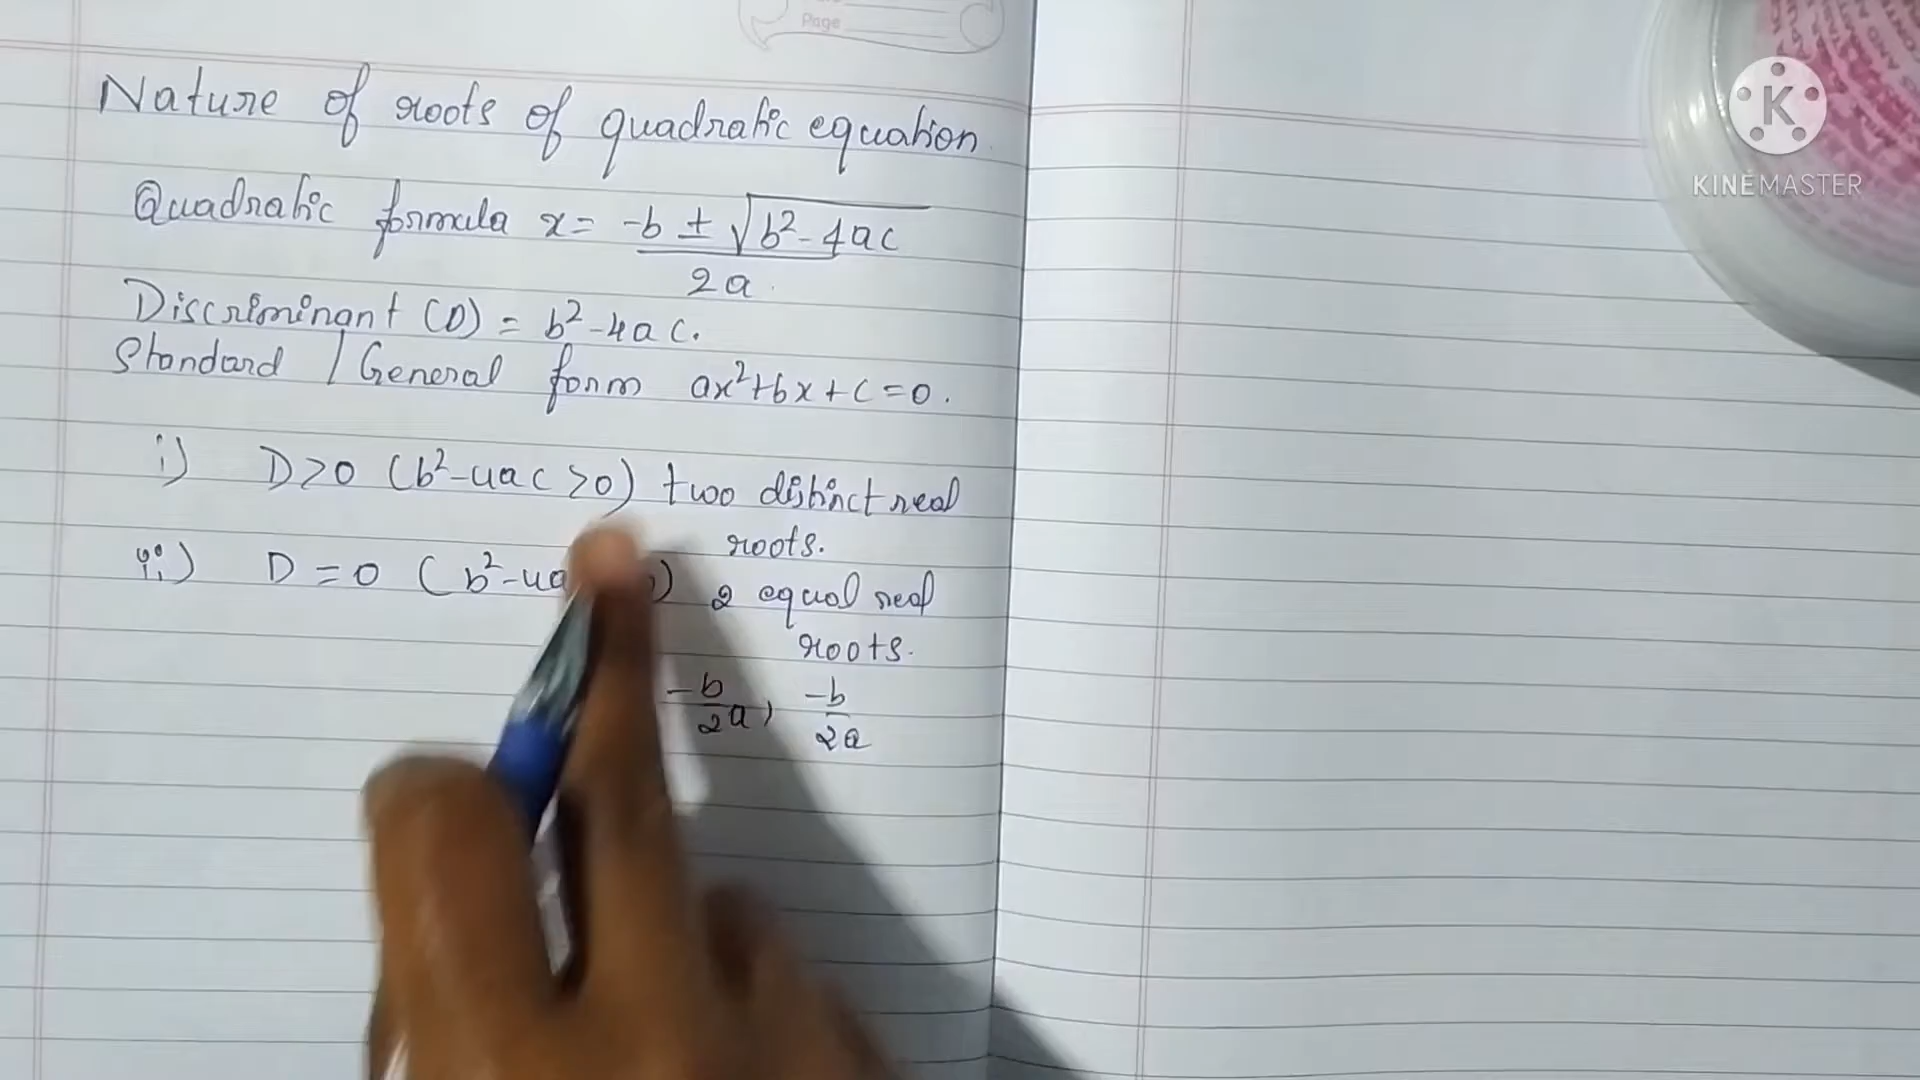 Page
Nature of roots of quadratic equation.
Quadratic formula x = -b ± √b²-4ac
2a.
Discriminant (D) = b²-4ac.
Standard / General form ax²+bx+c=0.
i) D>0 (b²-4ac>0) two distinct real
roots.
ii) D=0 (b²-4a ) 2 equal real
roots.
-b/2a, -b/2a
K
KINEMASTER